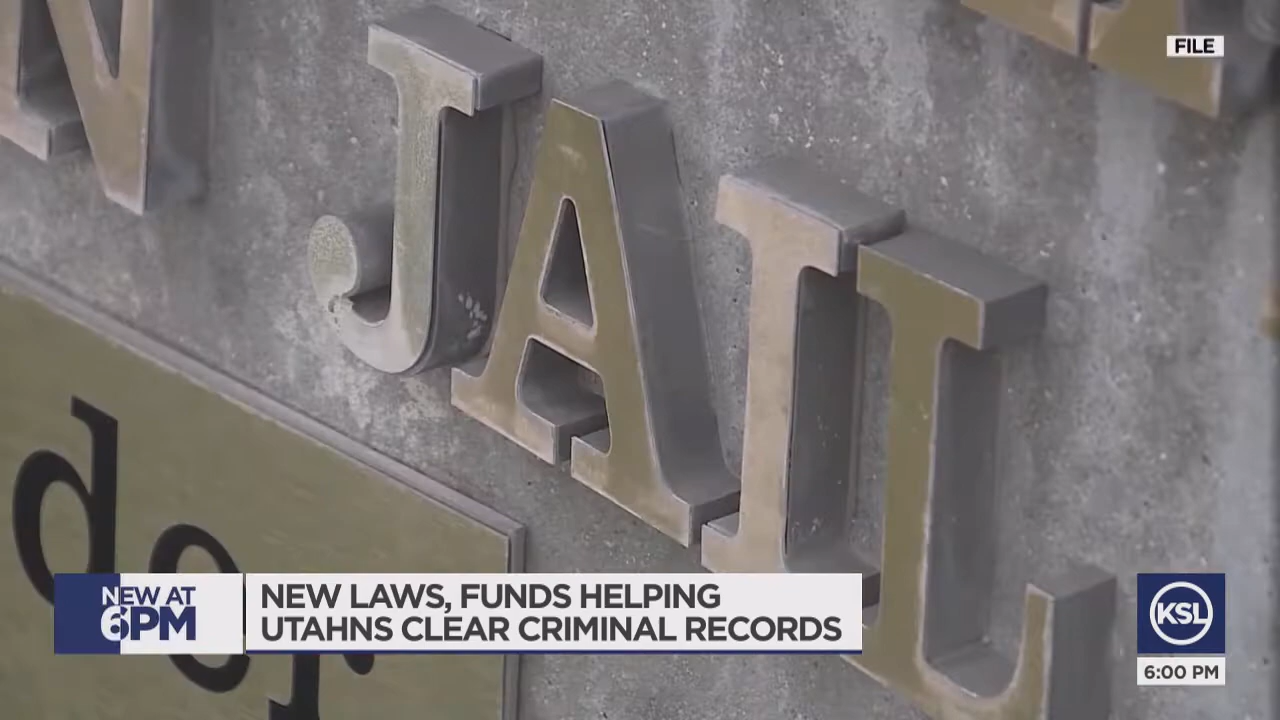 FILE
N JAIL
NEW AT
6PM
NEW LAWS, FUNDS HELPING
UTAHNS CLEAR CRIMINAL RECORDS
KSL
6:00 PM